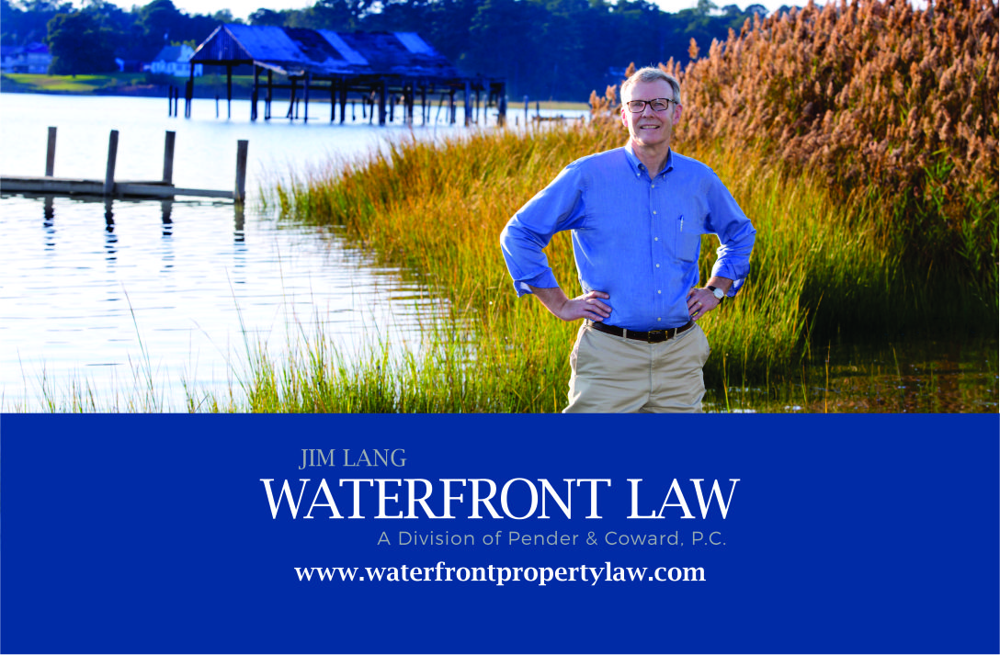 JIM LANG
WATERFRONT LAW
A Division of Pender & Coward, P.C.
www.waterfrontpropertylaw.com